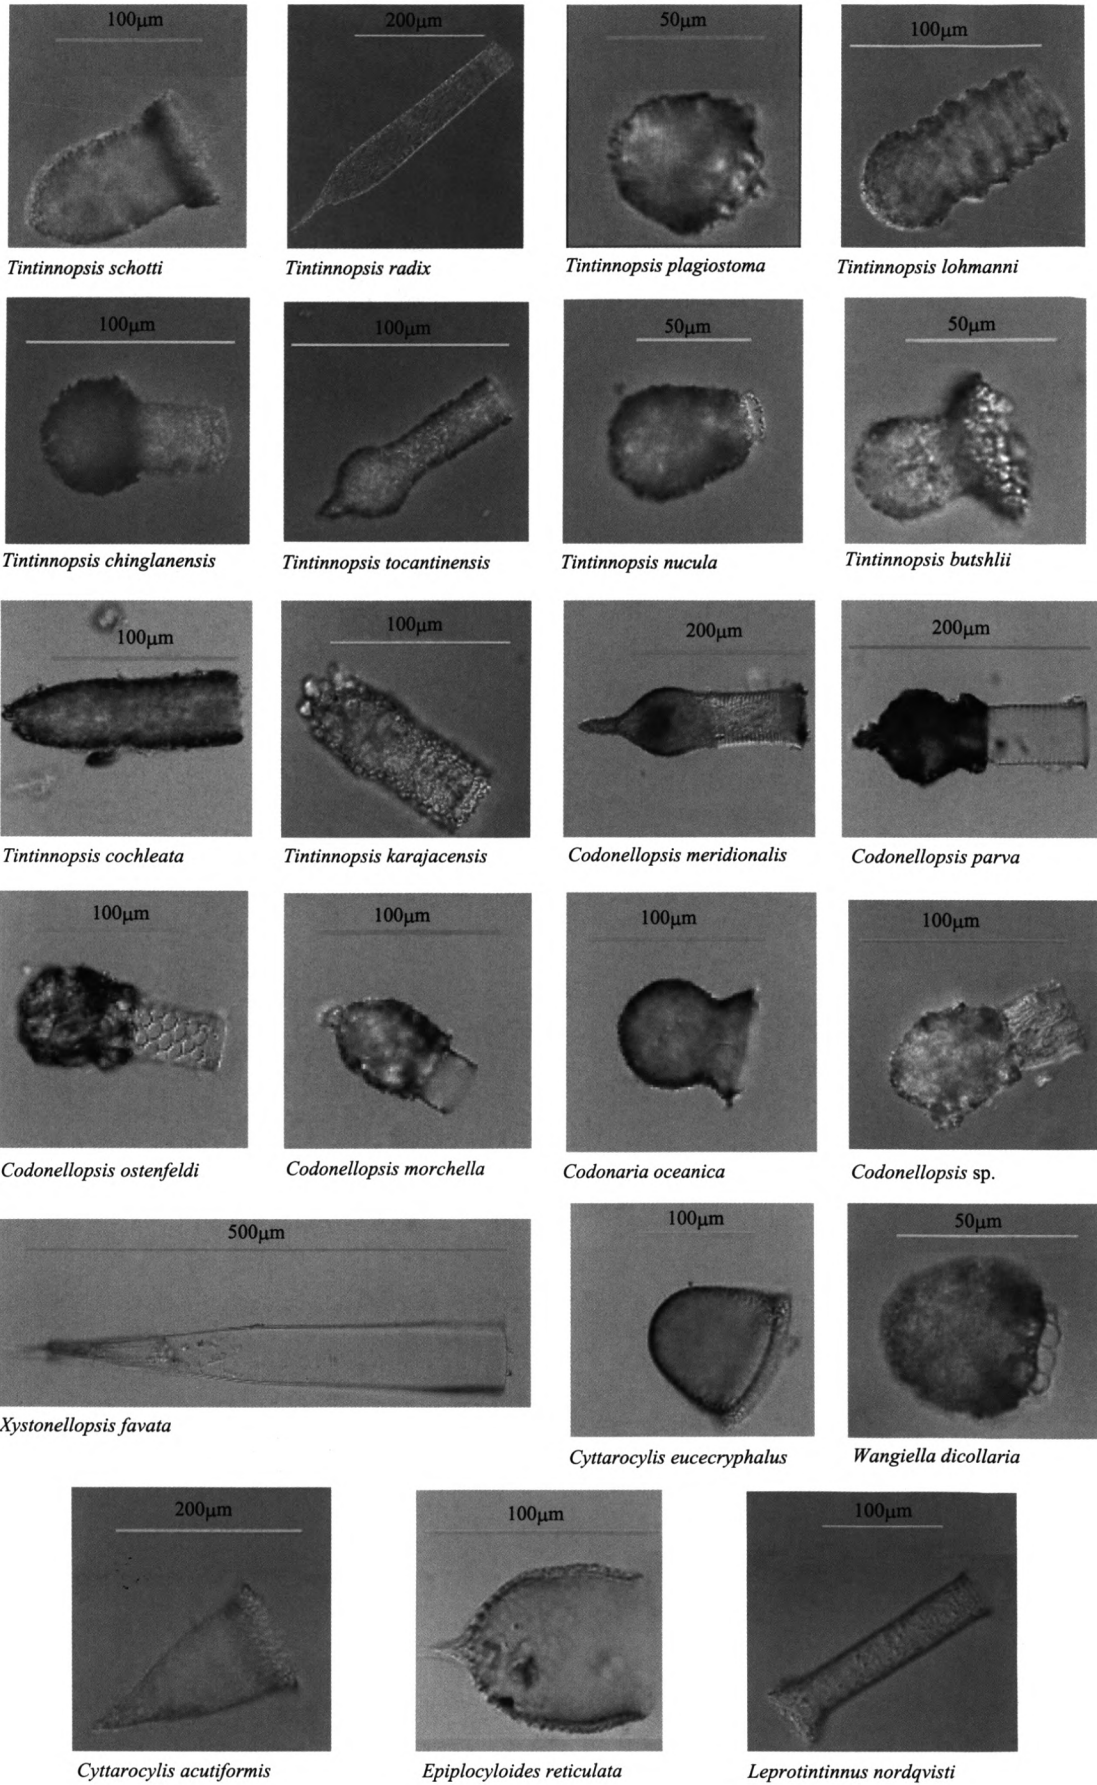 100μm
200μm
50μm
100μm
Tintinnopsis schotti
Tintinnopsis radix
Tintinnopsis plagiostoma
Tintinnopsis lohmanni
100μm
100μm
50μm
50μm
Tintinnopsis chinglanensis
Tintinnopsis tocantinensis
Tintinnopsis nucula
Tintinnopsis butshlii
100μm
100μm
200μm
200μm
Tintinnopsis cochleata
Tintinnopsis karajacensis
Codonellopsis meridionalis
Codonellopsis parva
100μm
100μm
100μm
100μm
Codonellopsis ostenfeldi
Codonellopsis morchella
Codonaria oceanica
Codonellopsis sp.
500μm
100μm
50μm
Xystonellopsis favata
Cyttarocylis eucecryphalus
Wangiella dicollaria
200μm
100μm
100μm
Cyttarocylis acutiformis
Epiplocyloides reticulata
Leprotintinnus nordqvisti